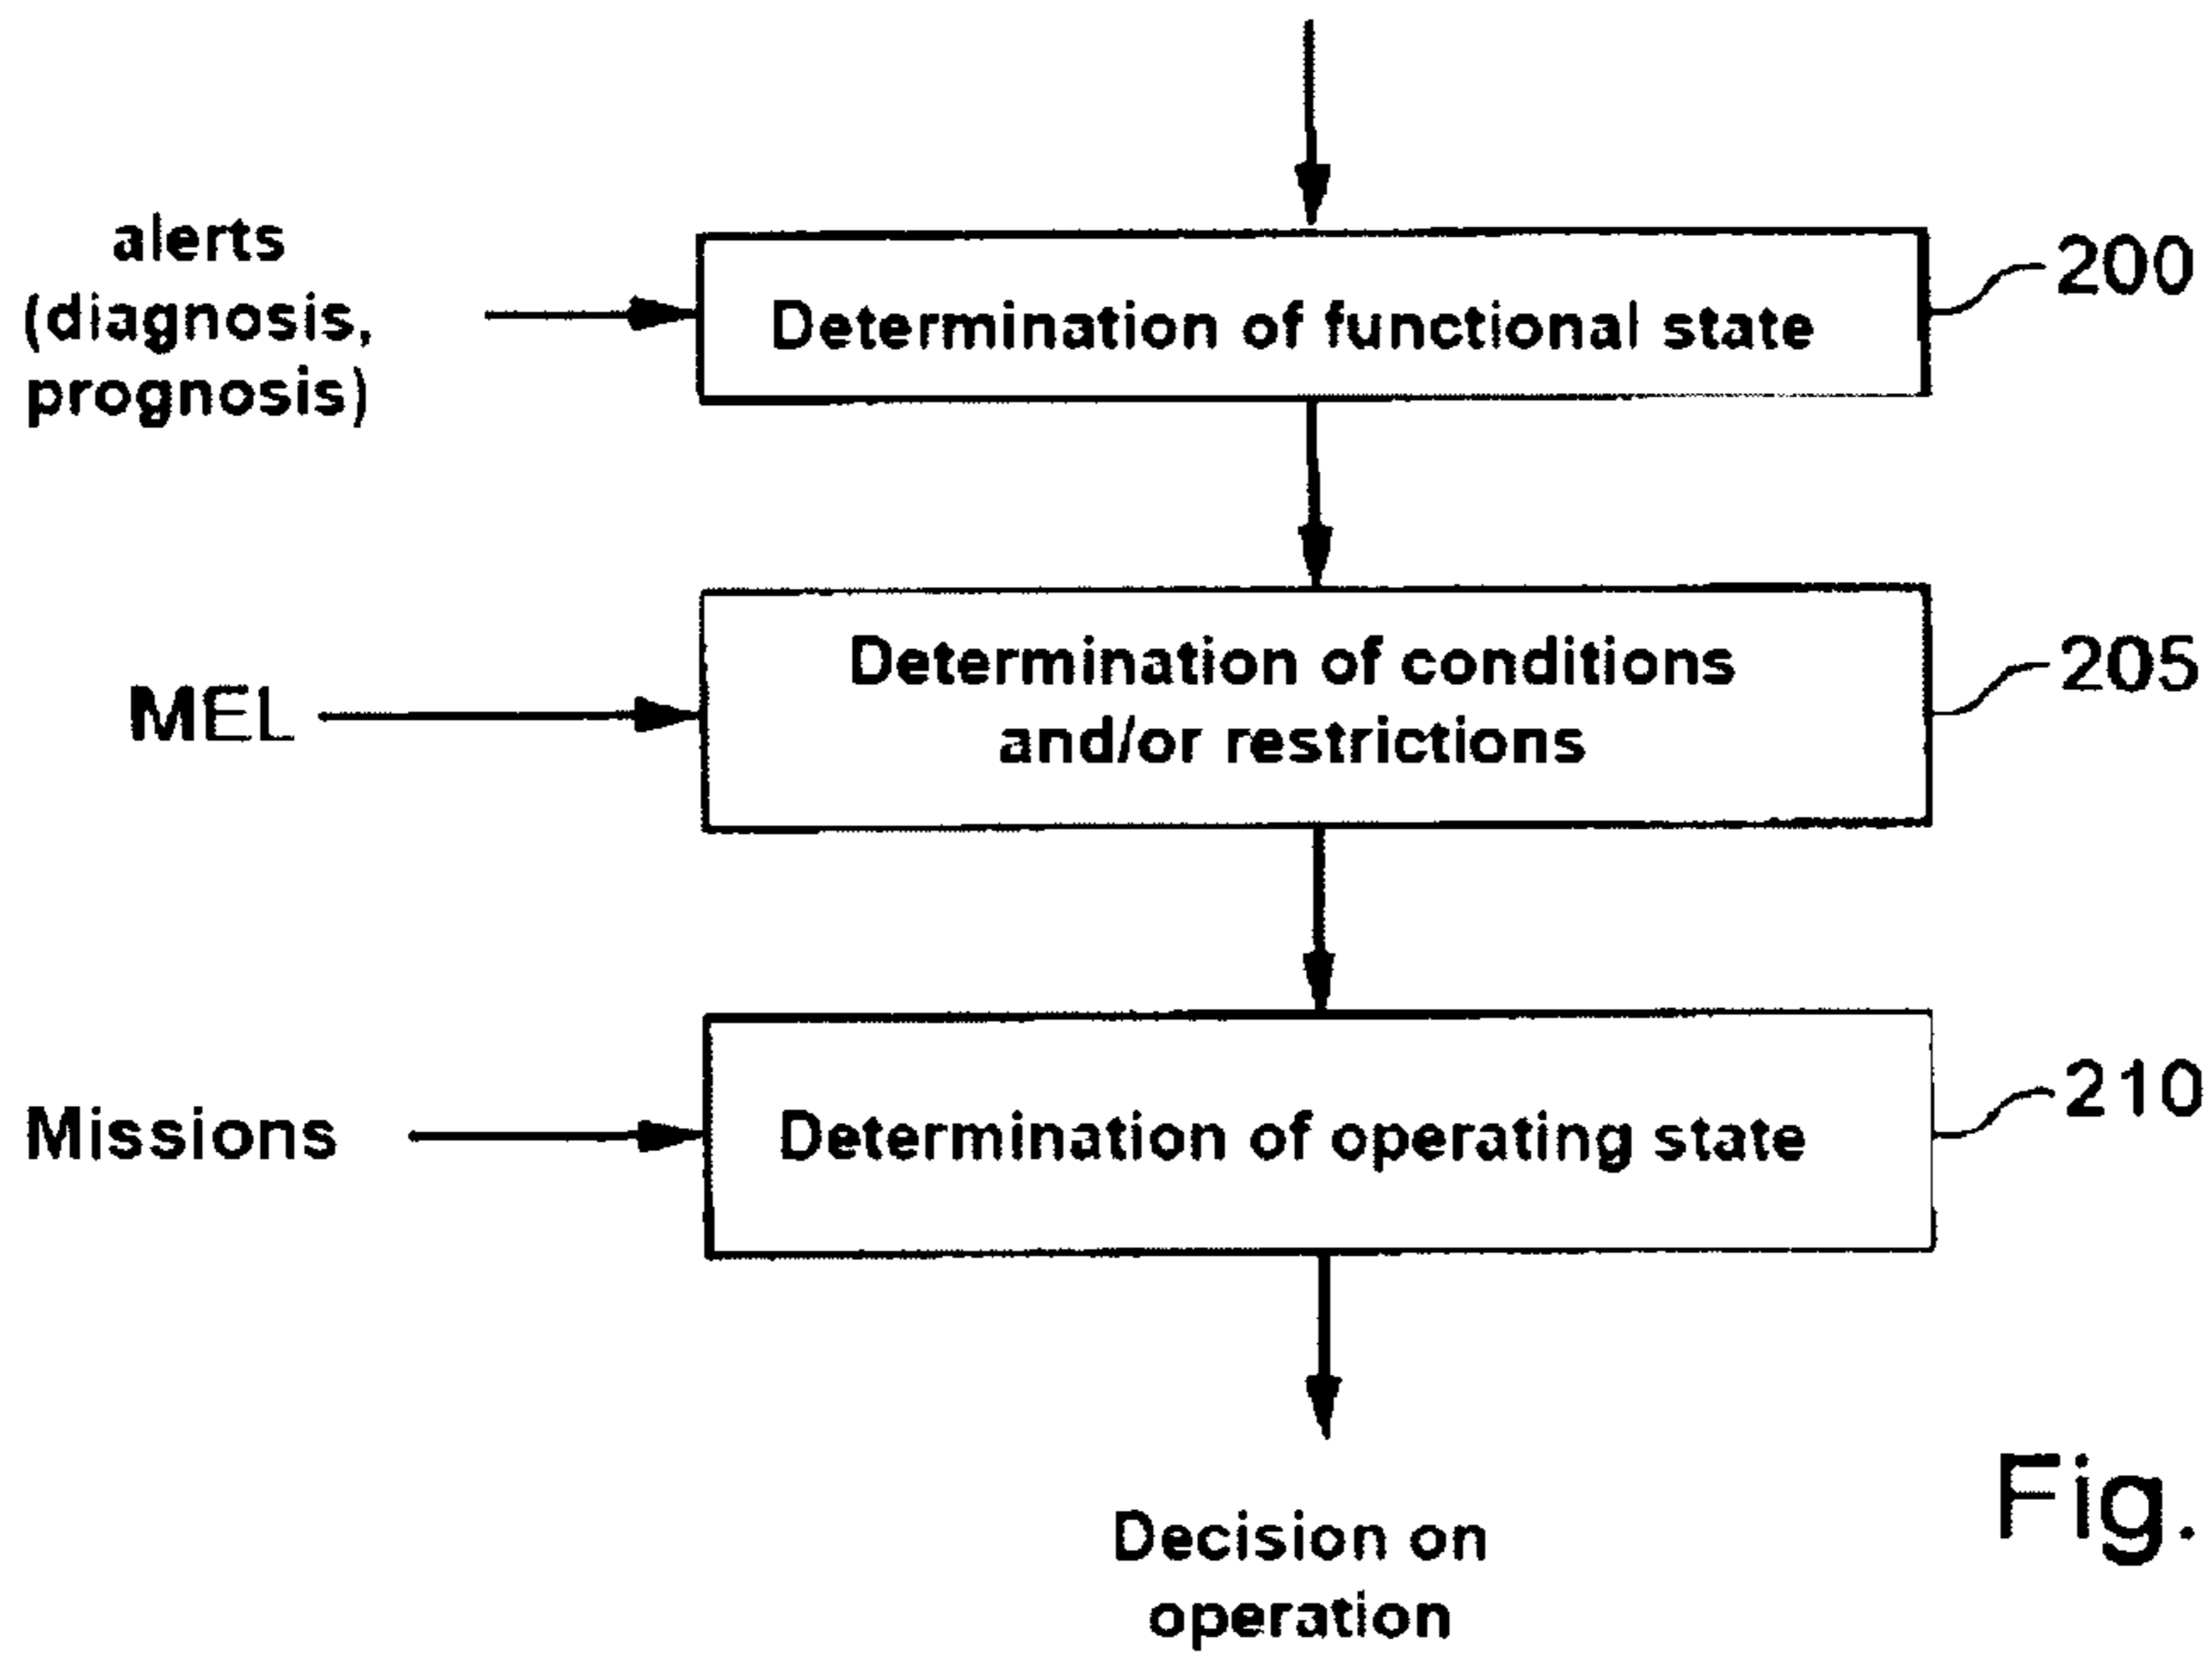 alerts
(diagnosis,
prognosis)
Determination of functional state
200
MEL
Determination of conditions
and/or restrictions
205
Missions
Determination of operating state
210
Decision on
operation
Fig.